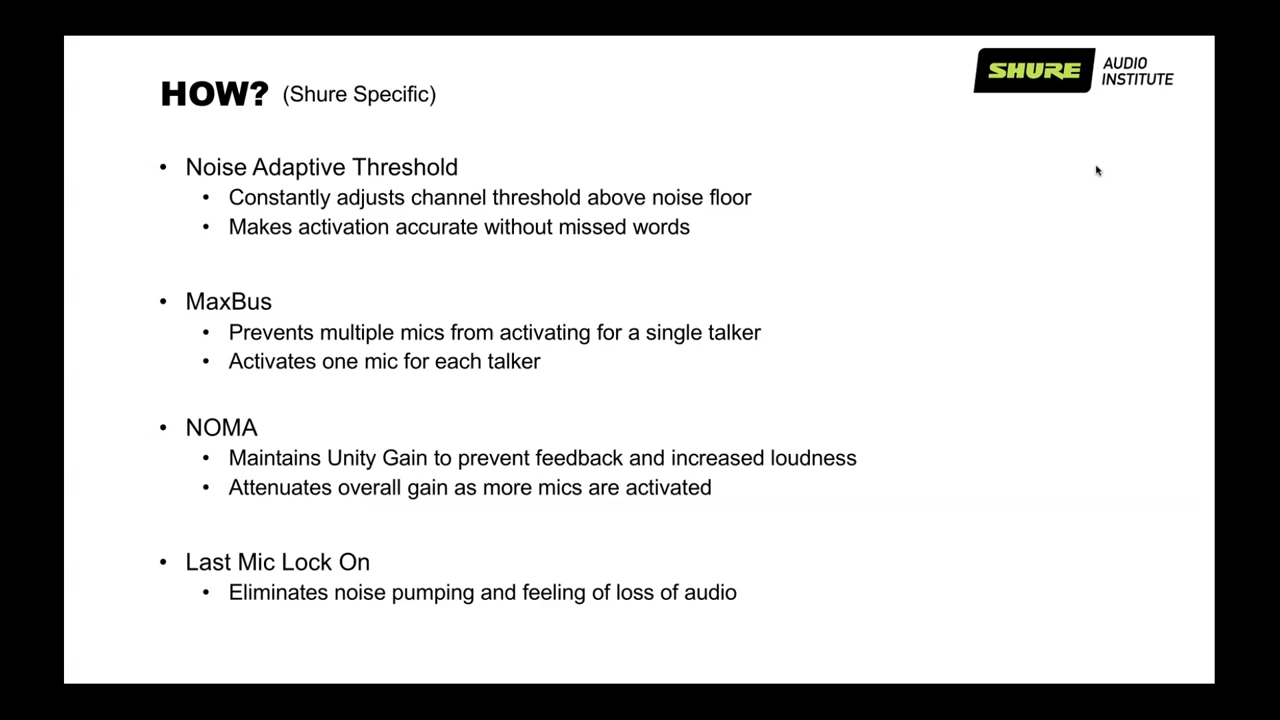 SHURE AUDIO INSTITUTE
HOW? (Shure Specific)
• Noise Adaptive Threshold
• Constantly adjusts channel threshold above noise floor
• Makes activation accurate without missed words
• MaxBus
• Prevents multiple mics from activating for a single talker
• Activates one mic for each talker
• NOMA
• Maintains Unity Gain to prevent feedback and increased loudness
• Attenuates overall gain as more mics are activated
• Last Mic Lock On
• Eliminates noise pumping and feeling of loss of audio